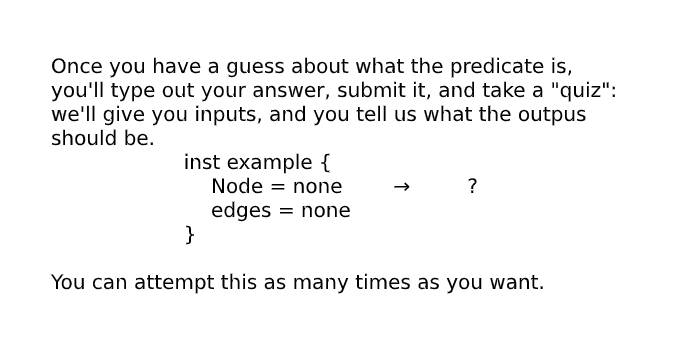 Once you have a guess about what the predicate is,
you'll type out your answer, submit it, and take a "quiz":
we'll give you inputs, and you tell us what the outpus
should be.
inst example {
Node = none → ?
edges = none
}
You can attempt this as many times as you want.